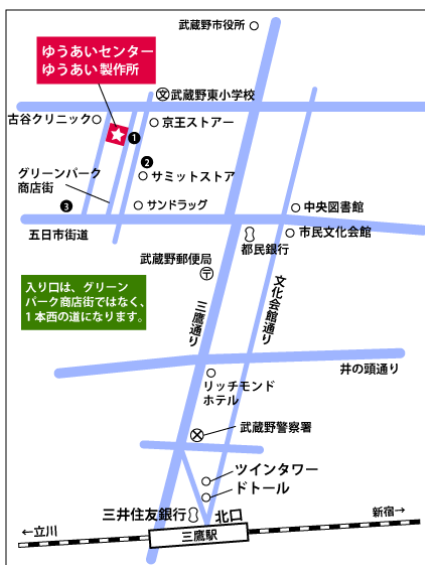 武蔵野市役所
ゆうあいセンター
ゆうあい製作所
文
武蔵野東小学校
古谷クリニック
京王ストアー
1
2
グリーンパーク
商店街
サミットストア
3
サンドラッグ
中央図書館
五日市街道
市民文化会館
都民銀行
武蔵野郵便局
〒
入り口は、グリーン
パーク商店街ではなく、
1本西の道になります。
三鷹通り
文化会館通り
井の頭通り
リッチモンド
ホテル
武蔵野警察署
ツインタワー
ドトール
三井住友銀行
北口
新宿→
←立川
三鷹駅